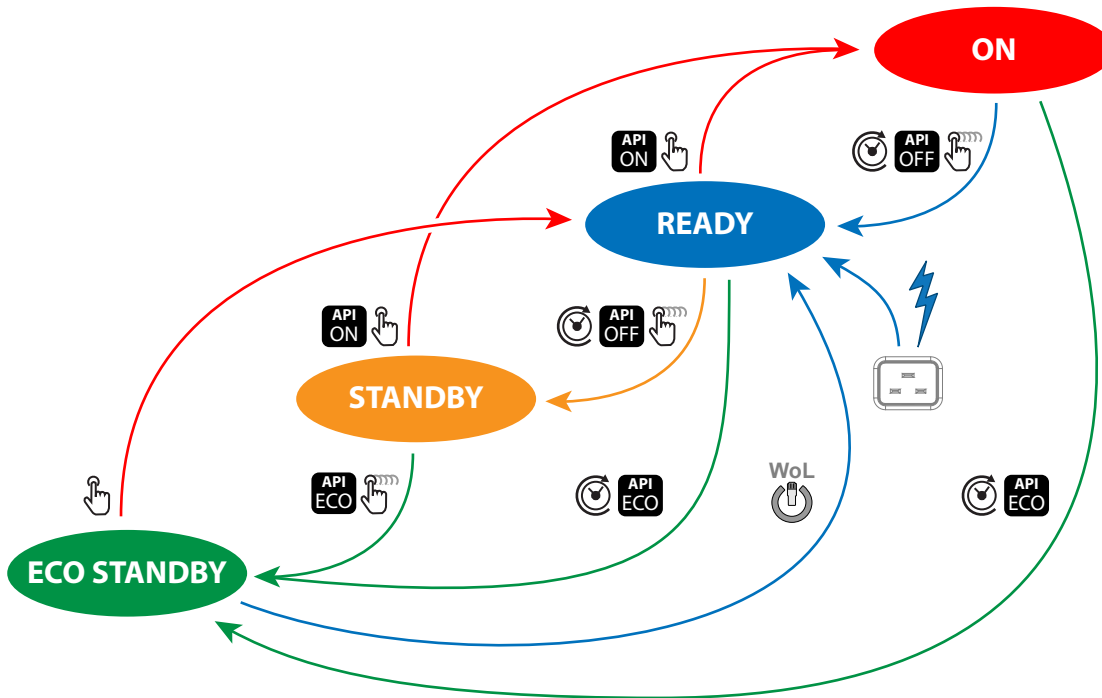 ON
API
ON
API
OFF
READY
API
ON
API
OFF
STANDBY
WoL
API
ECO
API
ECO
API
ECO
ECO STANDBY